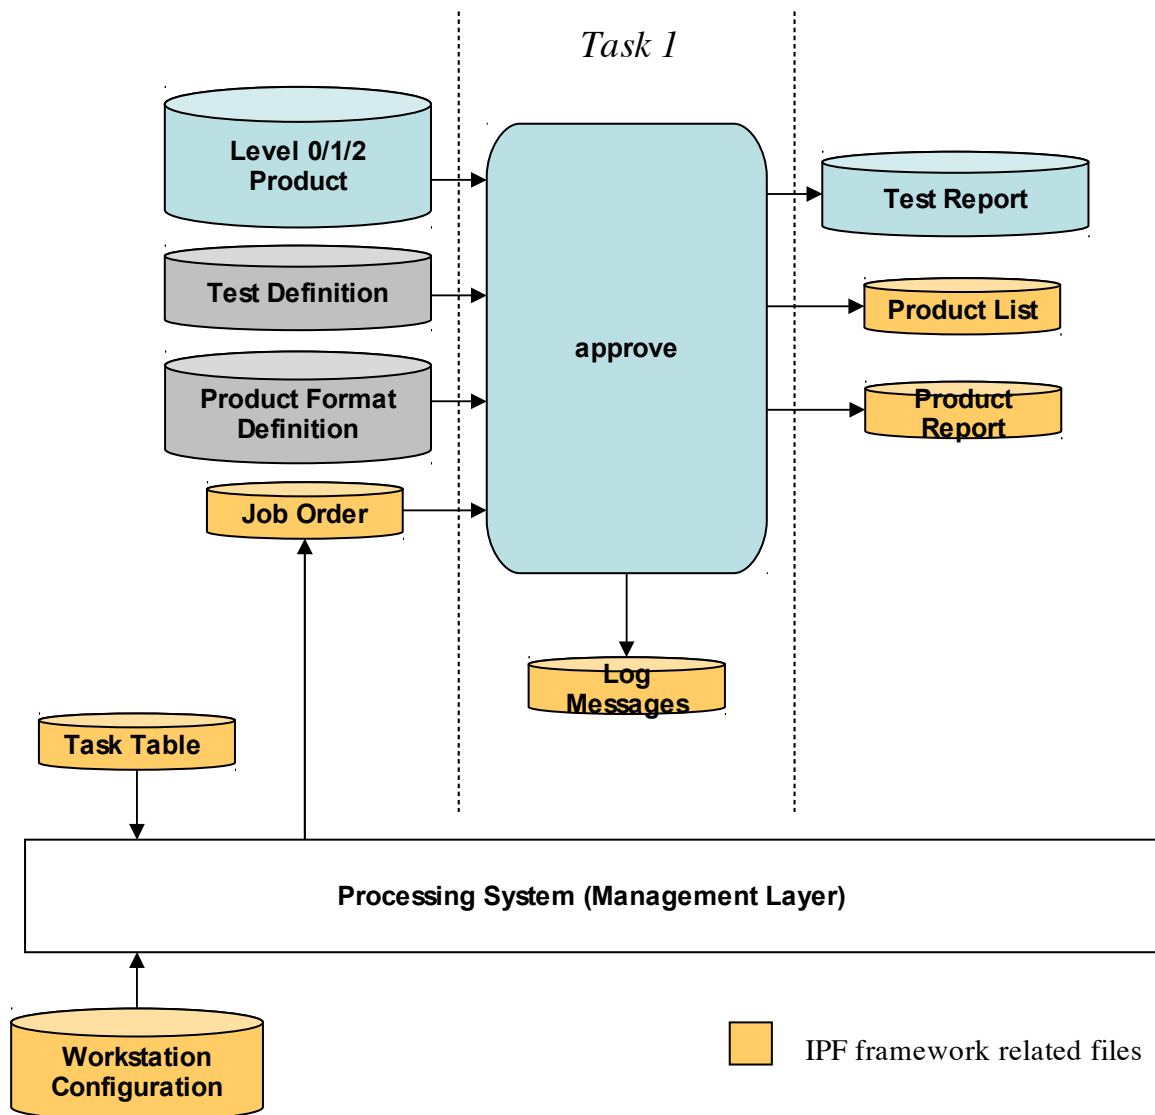 Task 1
Level 0/1/2
Product
Test Report
Test Definition
Product List
approve
Product Format
Definition
Product
Report
Job Order
Log
Messages
Task Table
Processing System (Management Layer)
Workstation
Configuration
IPF framework related files